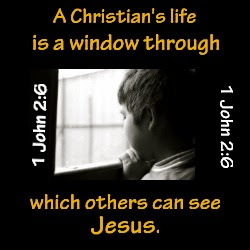 A Christian's life
is a window through
1 John 2:6
1 John 2:6
which others can see
Jesus.